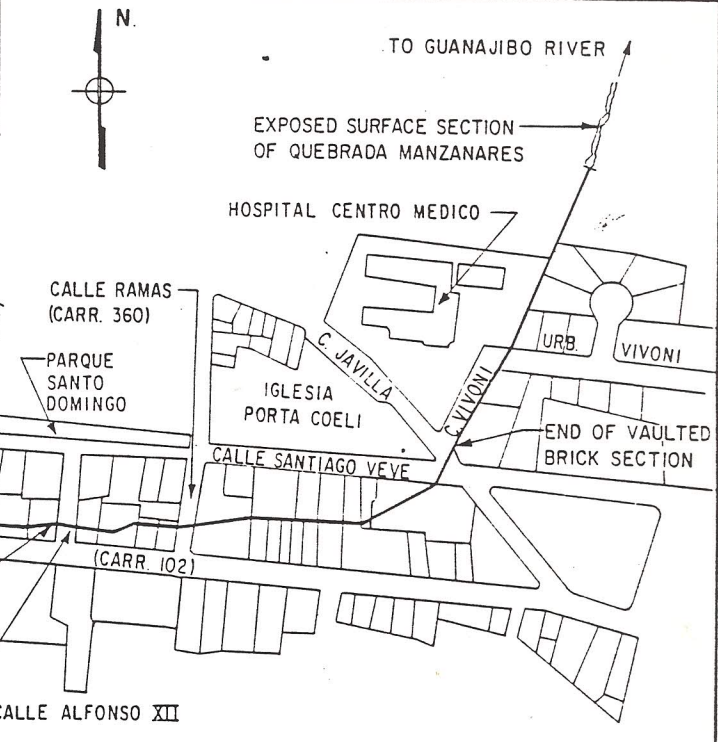 N.
TO GUANAJIBO RIVER
EXPOSED SURFACE SECTION
OF QUEBRADA MANZANARES
HOSPITAL CENTRO MEDICO
CALLE RAMAS
(CARR. 360)
C. JAVILLA
URB. VIVONI
PARQUE
SANTO
DOMINGO
IGLESIA
PORTA COELI
C. VIVONI
END OF VAULTED
BRICK SECTION
CALLE SANTIAGO VEVE
(CARR. 102)
CALLE ALFONSO XII